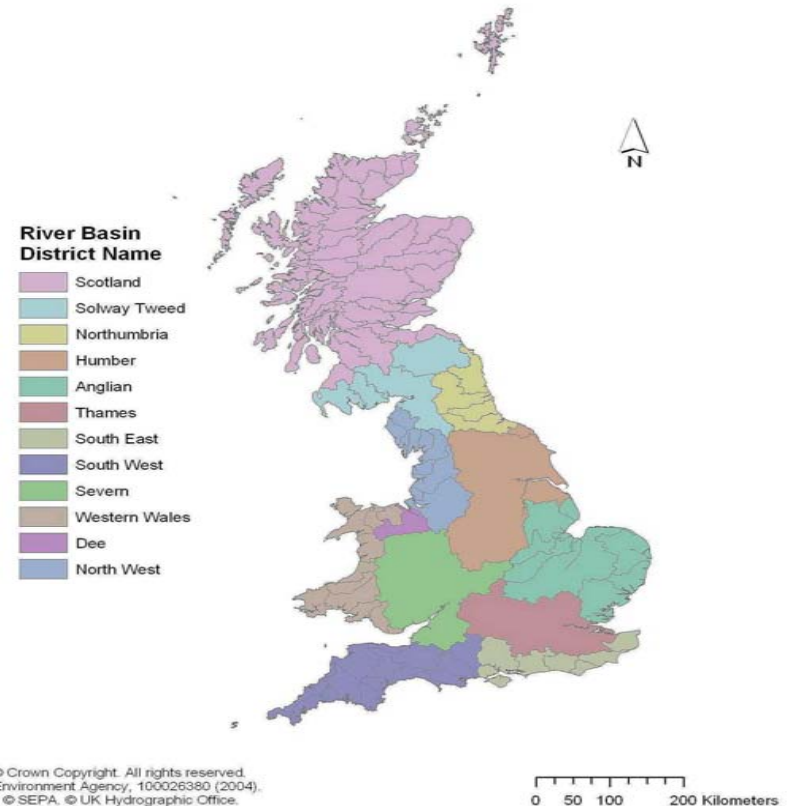 N
River Basin
District Name
Scotland
Solway Tweed
Northumbria
Humber
Anglian
Thames
South East
South West
Severn
Western Wales
Dee
North West
© Crown Copyright. All rights reserved.
Environment Agency, 100026380 (2004).
© SEPA. © UK Hydrographic Office.
0 50 100 200 Kilometers